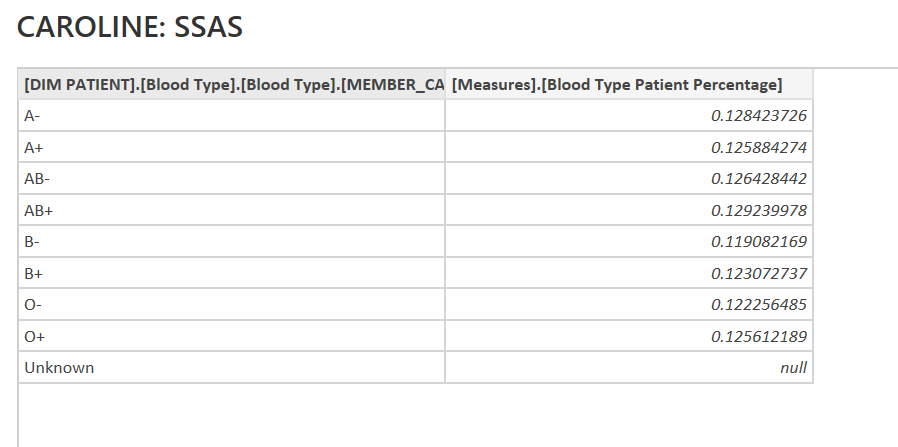 CAROLINE: SSAS
[DIM PATIENT].[Blood Type].[Blood Type].[MEMBER_CA [Measures].[Blood Type Patient Percentage]
A- 0.128423726
A+ 0.125884274
AB- 0.126428442
AB+ 0.129239978
B- 0.119082169
B+ 0.123072737
O- 0.122256485
O+ 0.125612189
Unknown null